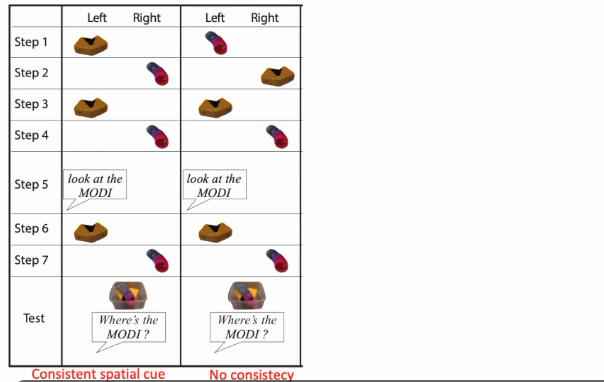 Left Right Left Right
Step 1
Step 2
Step 3
Step 4
Step 5 look at the MODI look at the MODI
Step 6
Step 7
Test Where's the MODI ? Where's the MODI ?
Consistent spatial cue No consistecy